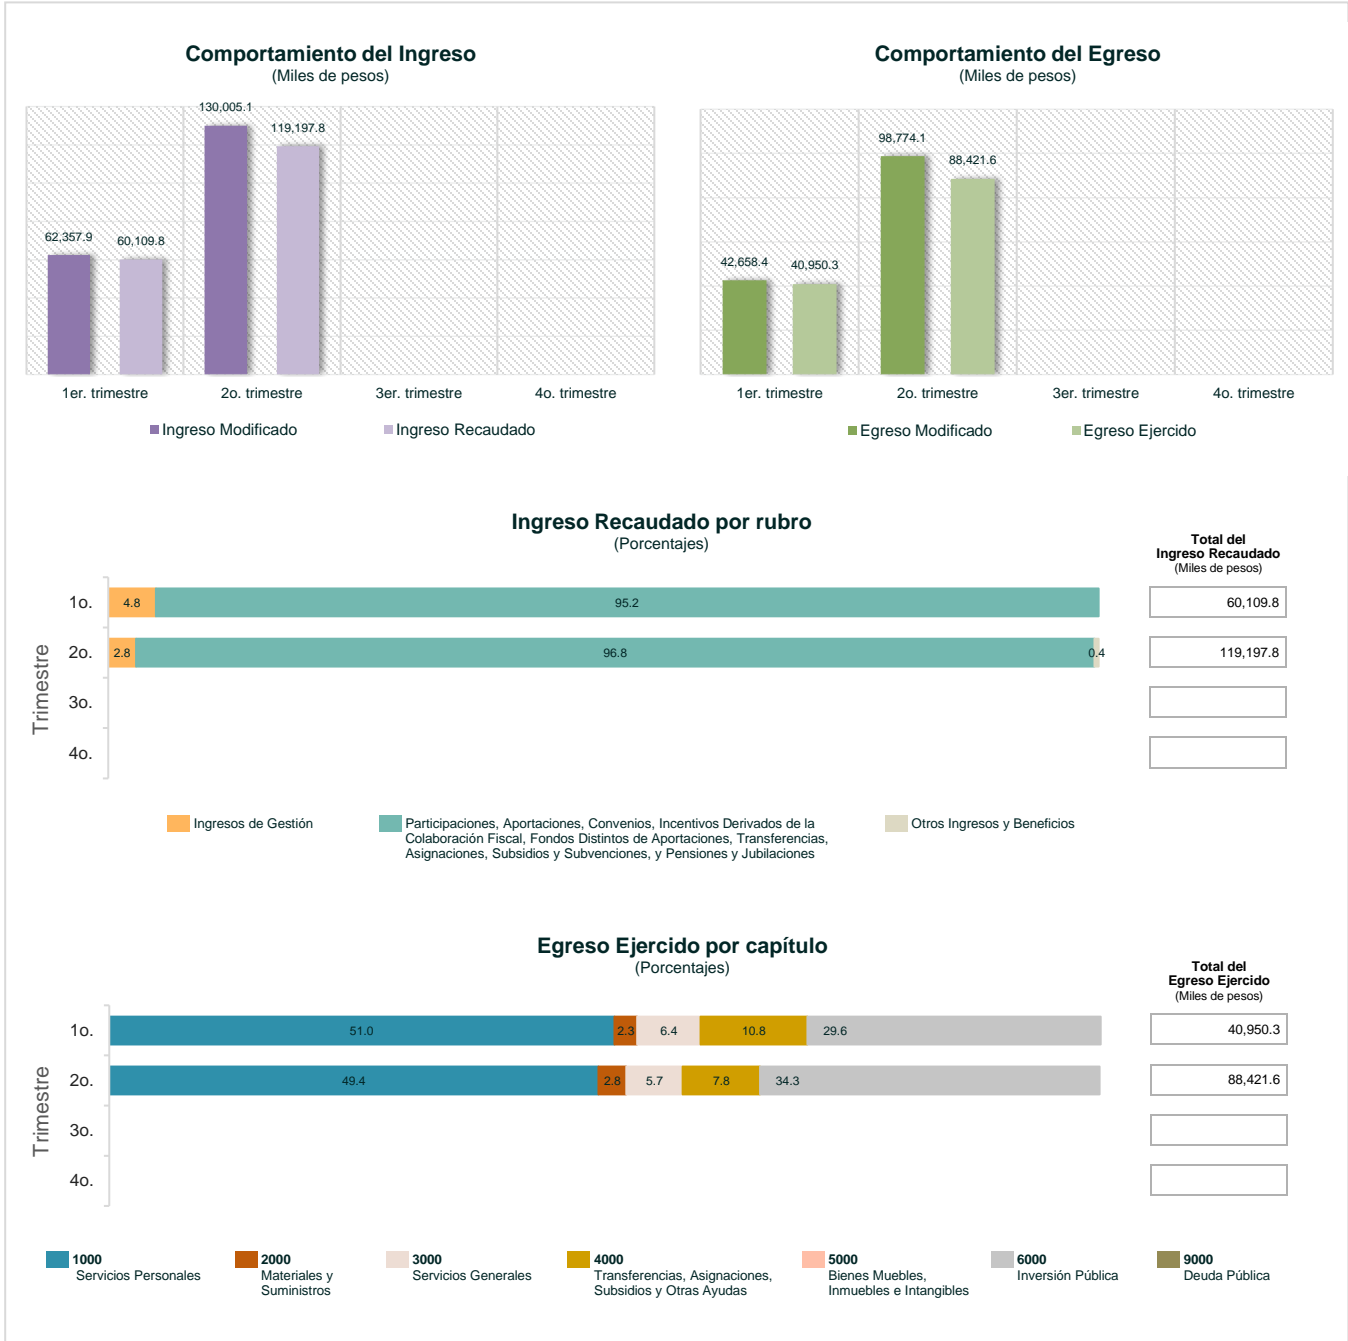 Comportamiento del Ingreso
(Miles de pesos)
130,005.1
119,197.8
62,357.9
60,109.8
1er. trimestre
2o. trimestre
3er. trimestre
4o. trimestre
Ingreso Modificado
Ingreso Recaudado
Comportamiento del Egreso
(Miles de pesos)
98,774.1
88,421.6
42,658.4
40,950.3
1er. trimestre
2o. trimestre
3er. trimestre
4o. trimestre
Egreso Modificado
Egreso Ejercido
Ingreso Recaudado por rubro
(Porcentajes)
Total del
Ingreso Recaudado
(Miles de pesos)
Trimestre
1o.
4.8
95.2
60,109.8
2o.
2.8
96.8
0.4
119,197.8
3o.
4o.
Ingresos de Gestión
Participaciones, Aportaciones, Convenios, Incentivos Derivados de la
Colaboración Fiscal, Fondos Distintos de Aportaciones, Transferencias,
Asignaciones, Subsidios y Subvenciones, y Pensiones y Jubilaciones
Otros Ingresos y Beneficios
Egreso Ejercido por capítulo
(Porcentajes)
Total del
Egreso Ejercido
(Miles de pesos)
Trimestre
1o.
51.0
2.3
6.4
10.8
29.6
40,950.3
2o.
49.4
2.8
5.7
7.8
34.3
88,421.6
3o.
4o.
1000
Servicios Personales
2000
Materiales y
Suministros
3000
Servicios Generales
4000
Transferencias, Asignaciones,
Subsidios y Otras Ayudas
5000
Bienes Muebles,
Inmuebles e Intangibles
6000
Inversión Pública
9000
Deuda Pública